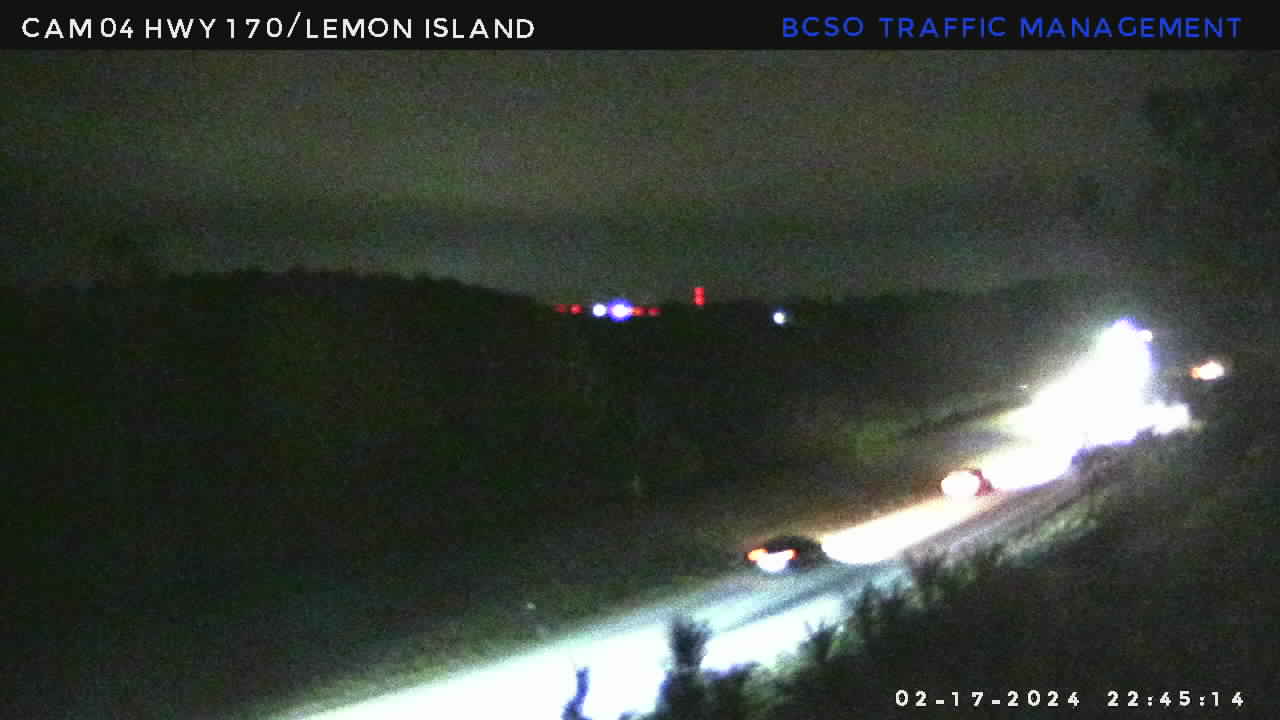 CAM04 HWY 170/LEMON ISLAND
BCSO TRAFFIC MANAGEMENT
02-17-2024 22:45:14